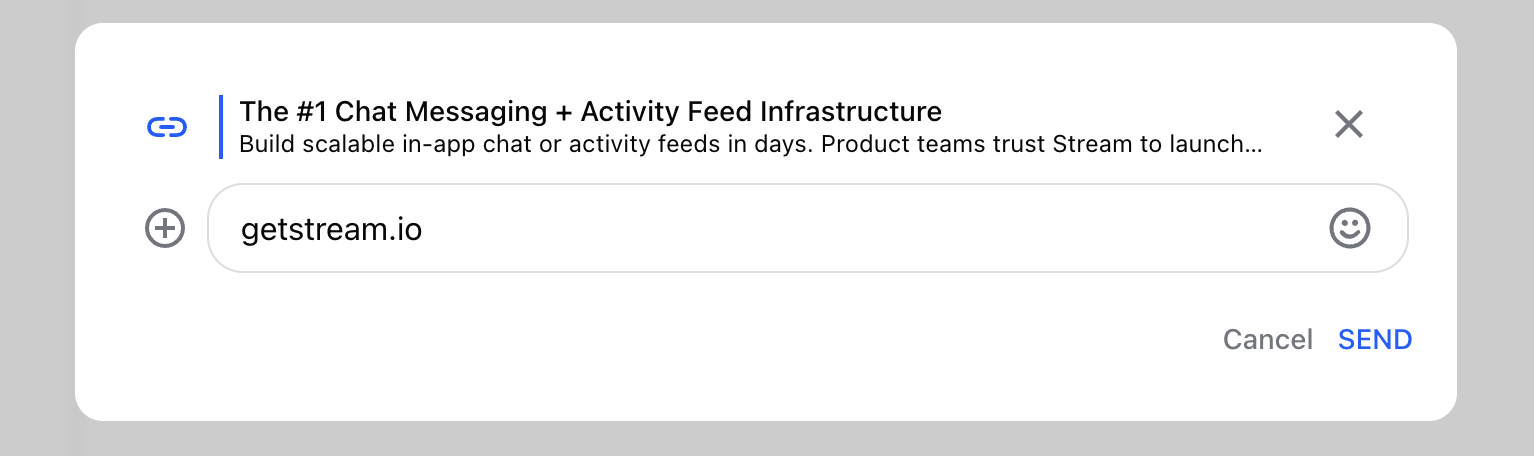 The #1 Chat Messaging + Activity Feed Infrastructure
Build scalable in-app chat or activity feeds in days. Product teams trust Stream to launch...
getstream.io
Cancel SEND